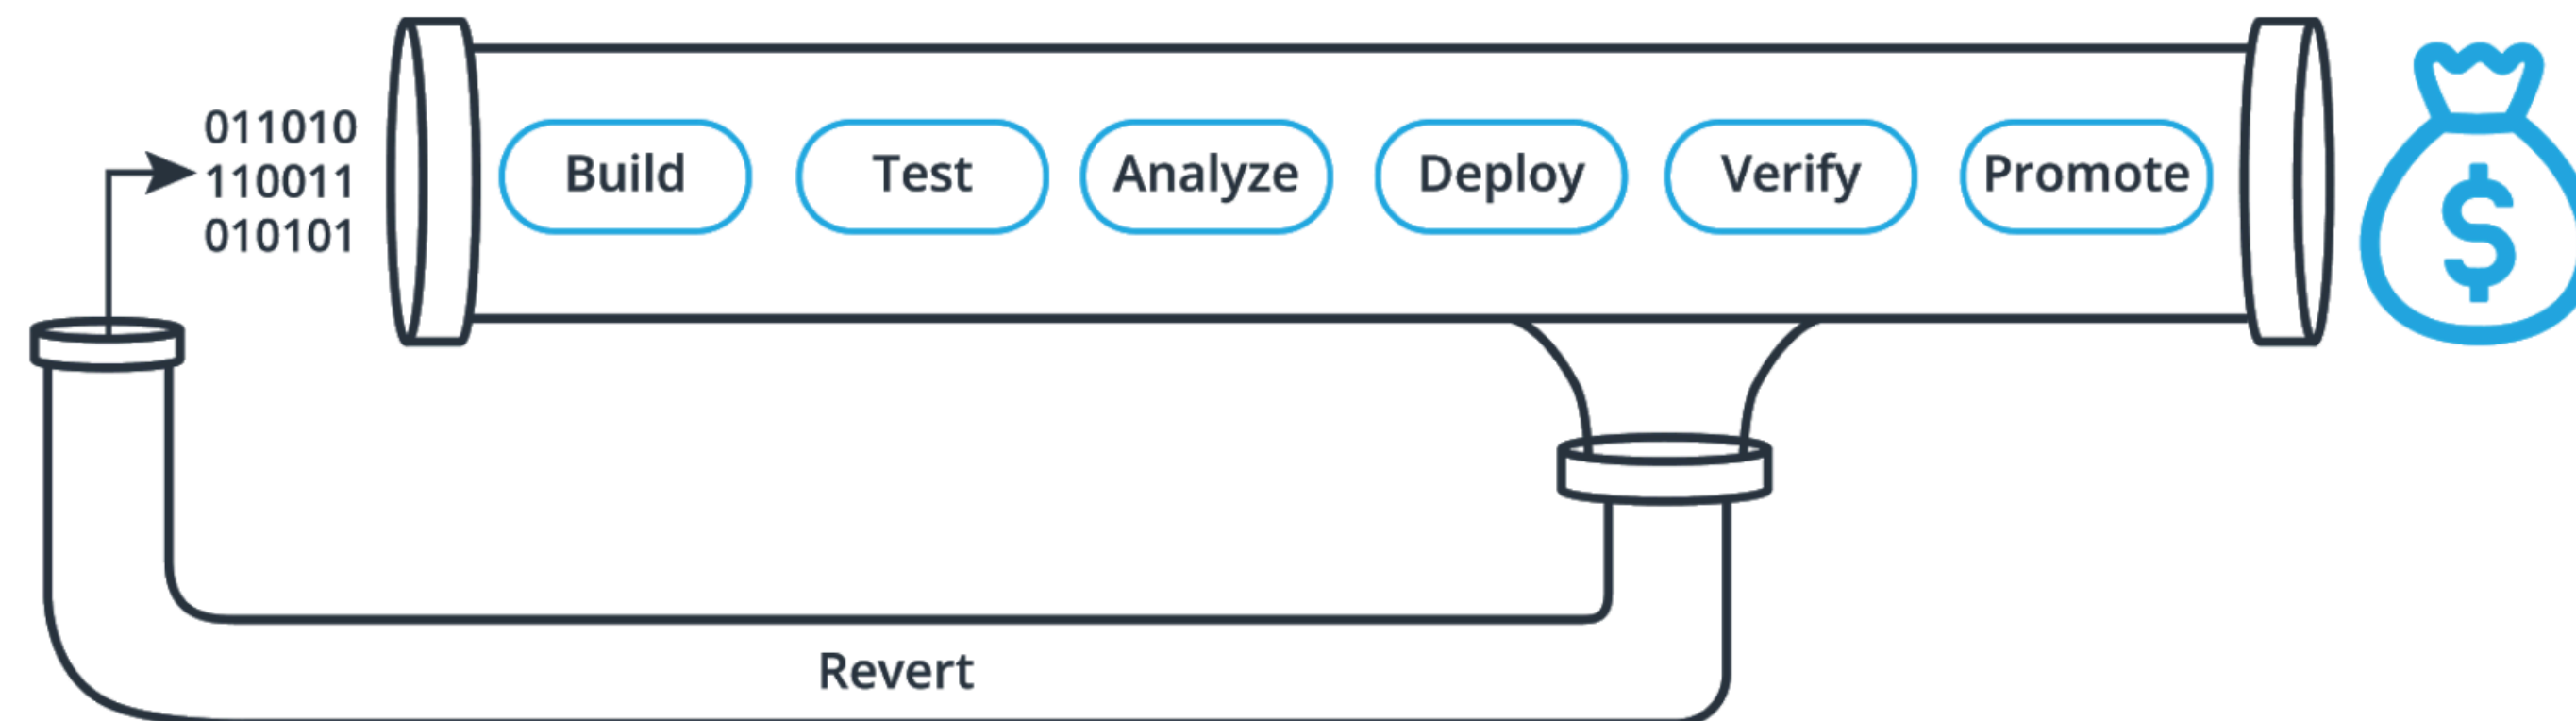 011010
110011
010101
Build
Test
Analyze
Deploy
Verify
Promote
$
Revert